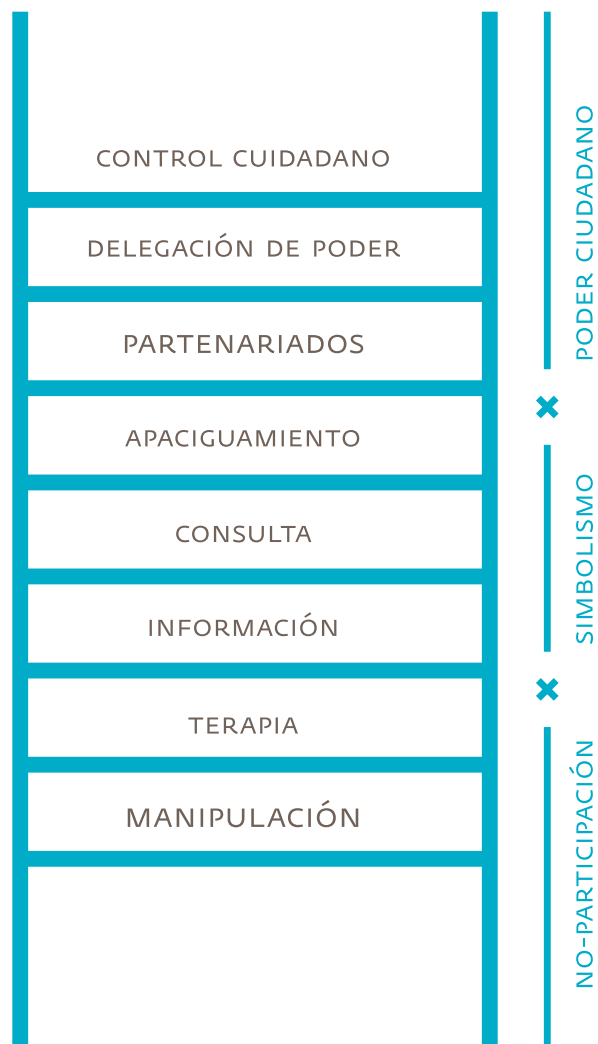 CONTROL CUIDADANO
DELEGACIÓN DE PODER
PARTENARIADOS
APACIGUAMIENTO
CONSULTA
INFORMACIÓN
TERAPIA
MANIPULACIÓN
PODER CIUDADANO
SIMBOLISMO
NO-PARTICIPACIÓN